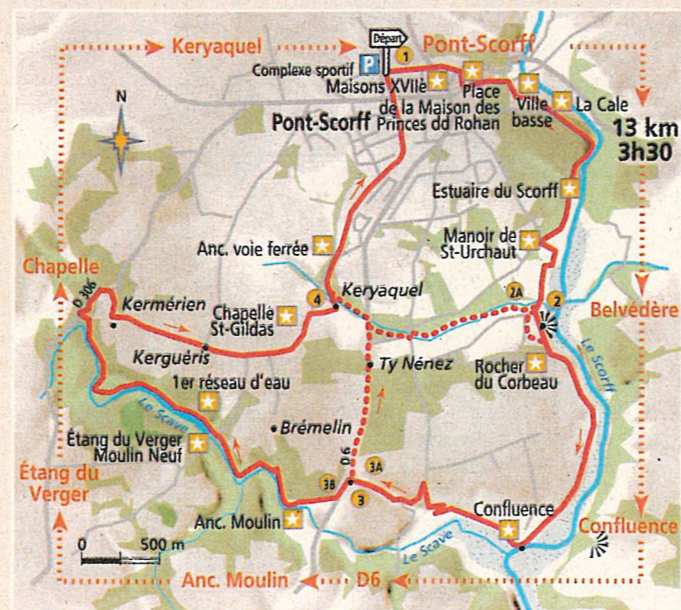 Keryaquel
Départ
1
Pont-Scorff
Complexe sportif P
Maisons XVIIè
Place
de la Maison des
Princes dd Rohan
Ville
basse
La Cale
Pont-Scorff
13 km
3h30
N
Estuaire du Scorff
Anc. voie ferrée
Manoir de
St-Urchaut
Chapelle
D 306
Kermérien
Chapelle
St-Gildas
4
Keryaquel
2A
2
Belvédère
Kerguéris
Ty Nénez
Rocher
du Corbeau
Le Scorff
1er réseau d'eau
Le Scave
Brémelin
Étang du Verger
Moulin Neuf
D 6
3A
3B
3
Étang du
Verger
Anc. Moulin
Confluence
Confluence
Le Scave
0 500 m
Anc. Moulin
D6